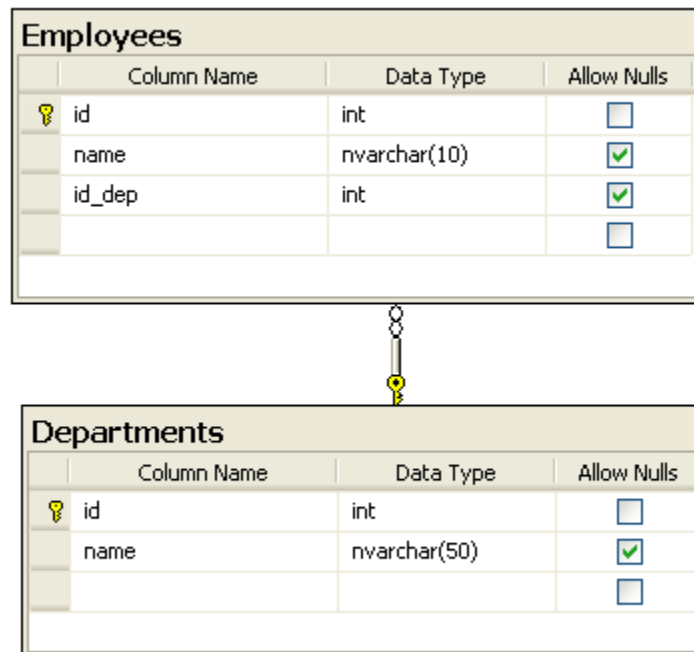 Employees
Column Name Data Type Allow Nulls
id int
name nvarchar(10)
id_dep int
Departments
Column Name Data Type Allow Nulls
id int
name nvarchar(50)